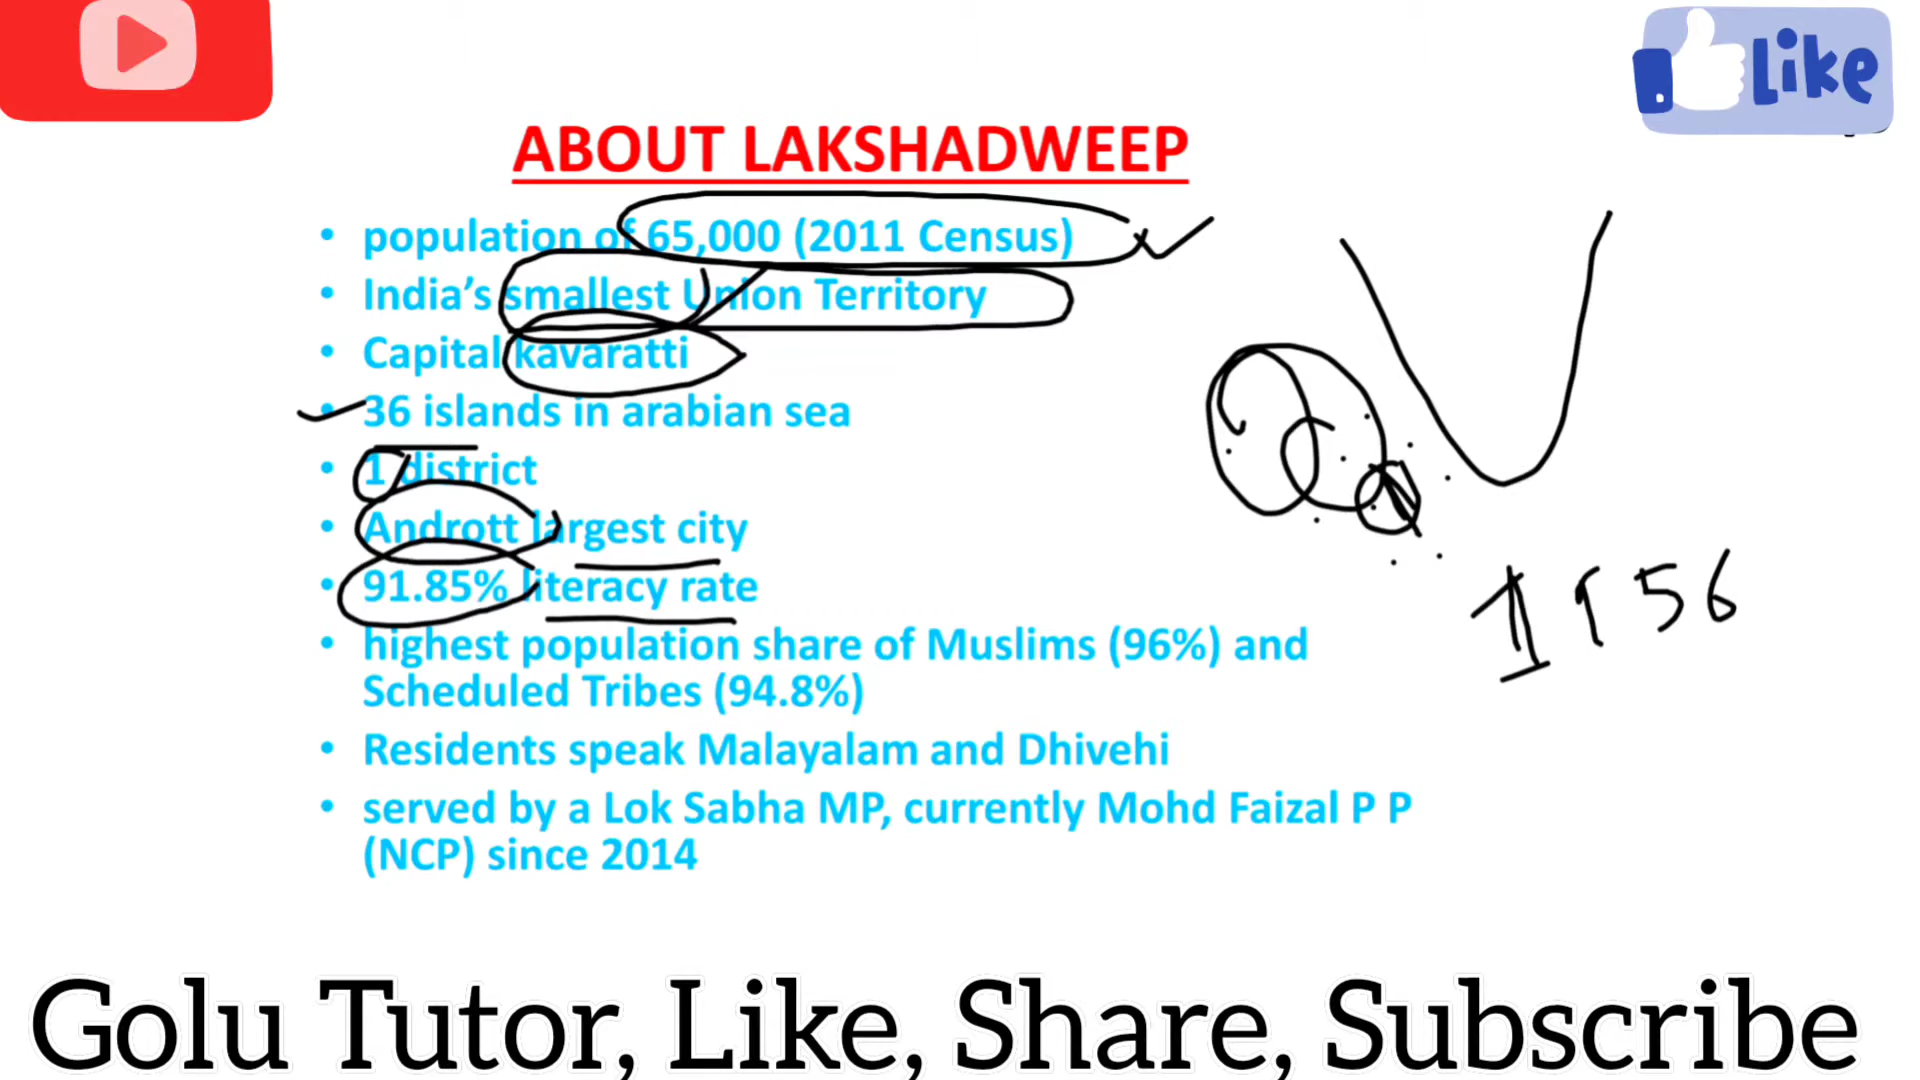 Like
ABOUT LAKSHADWEEP
• population of 65,000 (2011 Census)
• India's smallest Union Territory
• Capital kavaratti
• 36 islands in arabian sea
• 1 district
• Andrott largest city
• 91.85% literacy rate
1956
• highest population share of Muslims (96%) and
Scheduled Tribes (94.8%)
• Residents speak Malayalam and Dhivehi
• served by a Lok Sabha MP, currently Mohd Faizal P P
(NCP) since 2014
Golu Tutor, Like, Share, Subscribe